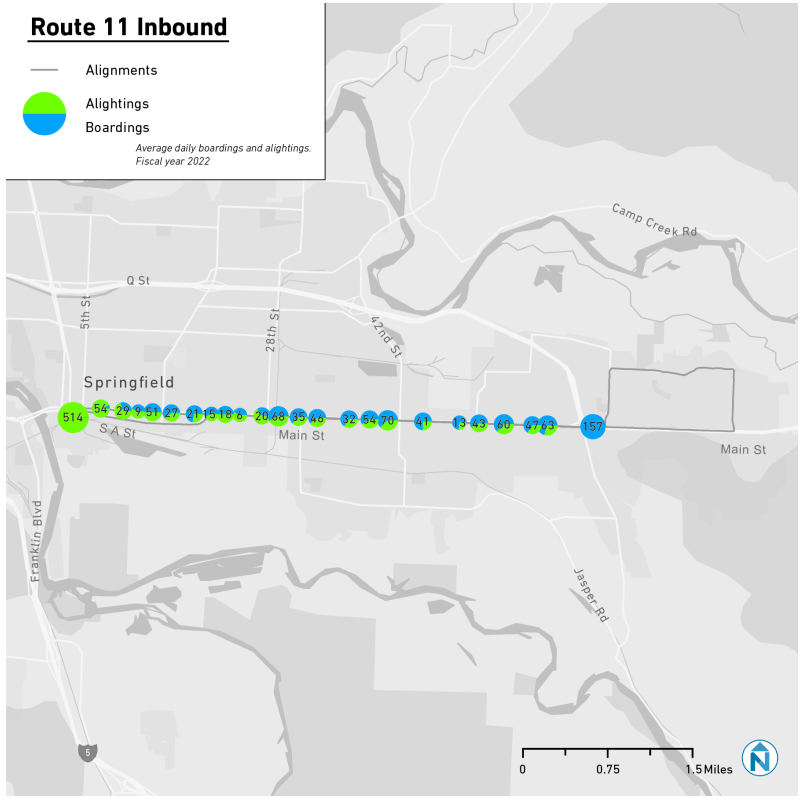 Route 11 Inbound
Alignments
Alightings
Boardings
Average daily boardings and alightings.
Fiscal year 2022
Camp Creek Rd
Q St
5th St
28th St
42nd St
Springfield
514
54
29
9
51
27
21
15
18
6
20
68
35
46
32
54
70
41
13
43
60
47
63
157
S A St
Main St
Main St
Franklin Blvd
Jasper Rd
5
0
0.75
1.5 Miles
N